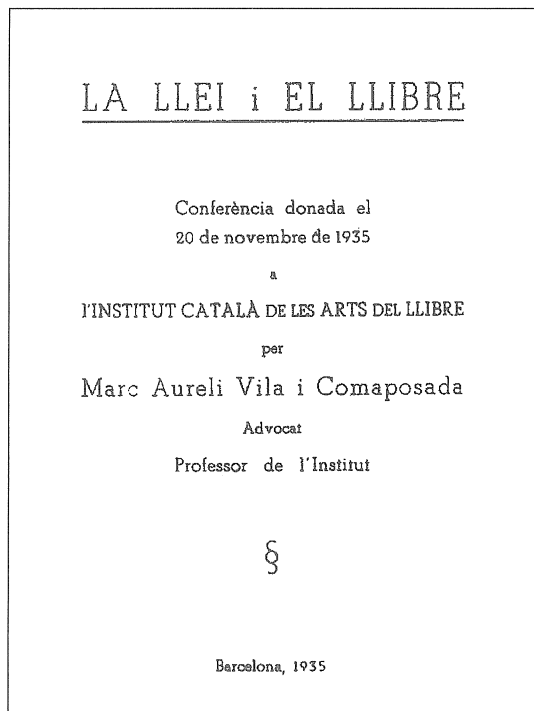 LA LLEI i EL LLIBRE
Conferència donada el
20 de novembre de 1935
a
l'INSTITUT CATALÀ DE LES ARTS DEL LLIBRE
per
Marc Aureli Vila i Comaposada
Advocat
Professor de l'Institut
§
Barcelona, 1935